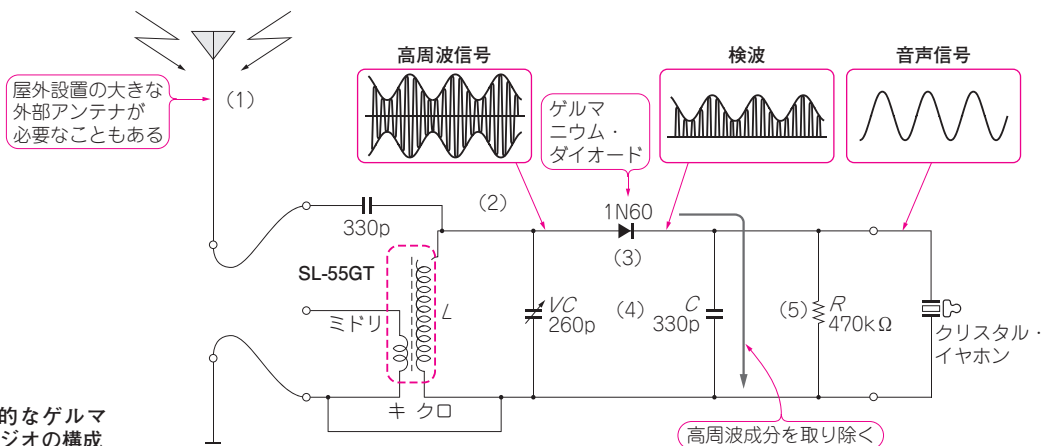 高周波信号
検波
音声信号
屋外設置の大きな
外部アンテナが
必要なこともある
(1)
ゲルマ
ニウム・
ダイオード
(2)
1N60
330p
(3)
SL-55GT
L
ミドリ
VC
260p
(4)
C
330p
(5)
R
470kΩ
クリスタル・
イヤホン
キ クロ
的なゲルマ
ジオの構成
高周波成分を取り除く